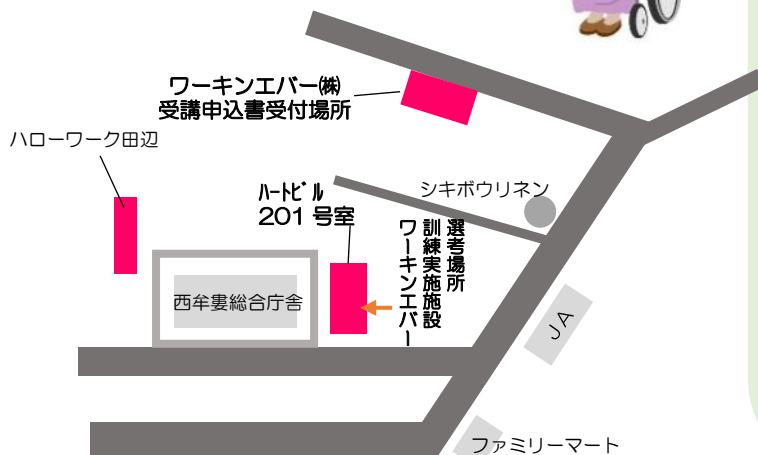 ワーキンエバー㈱
受講申込書受付場所
ハローワーク田辺
ﾊｰﾄﾋﾞﾙ
201号室
シキボウリネン
選考場所
訓練実施施設
ワーキンエバー
西牟婁総合庁舎
JA
ファミリーマート